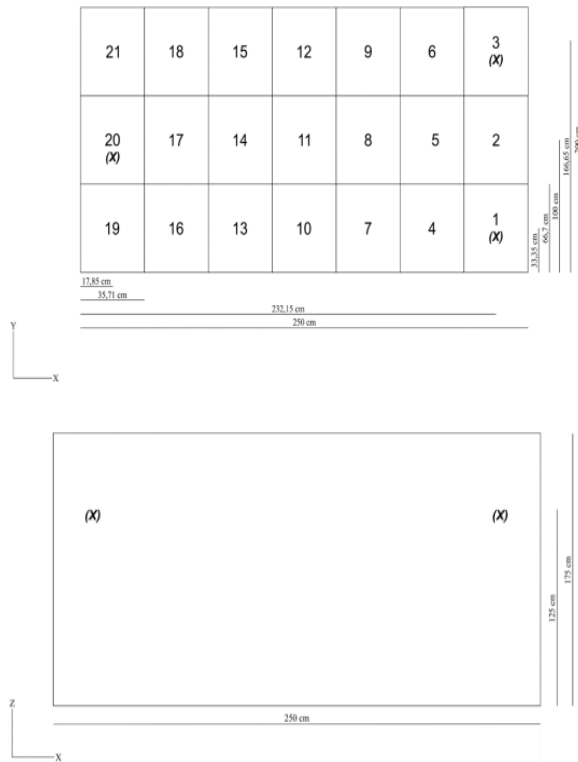 21 18 15 12 9 6 3
(X)
20 17 14 11 8 5 2
(X)
19 16 13 10 7 4 1
(X)
33,35 cm
66,7 cm
100 cm
166,65 cm
200 cm
17,85 cm
35,71 cm
232,15 cm
250 cm
Y
X
(X) (X)
125 cm
175 cm
250 cm
Z
X